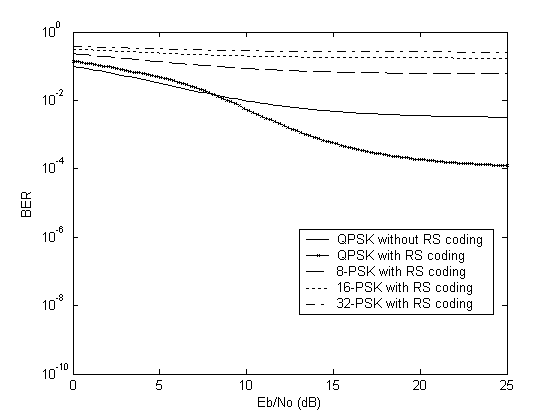 10^0
10^-2
10^-4
10^-6
10^-8
10^-10
BER
0
5
10
15
20
25
Eb/No (dB)
QPSK without RS coding
QPSK with RS coding
8-PSK with RS coding
16-PSK with RS coding
32-PSK with RS coding